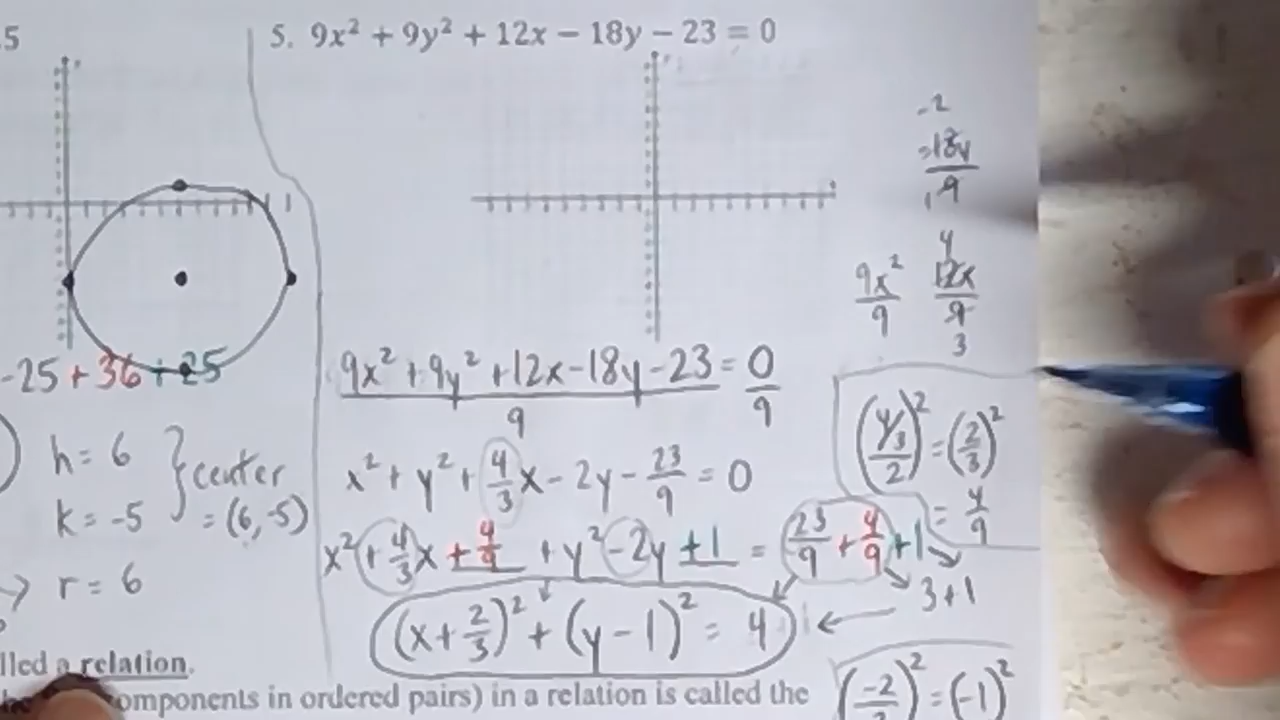 .5
5. 9x² + 9y² + 12x − 18y − 23 = 0
-2
-18y
9
1
4
9x²
9
12x
9
3
-25 + 36 + 25
9x² + 9y² + 12x - 18y - 23 = 0
9
9
h = 6
k = -5
} center
= (6, -5)
r = 6
x² + y² + 4/3 x - 2y - 23/9 = 0
x² + 4/3 x + 4/9 + y² - 2y + 1 = 23/9 + 4/9 + 1
3 + 1
(x + 2/3)² + (y - 1)² = 4
(4/3 / 2)² = (2/3)²
= 4/9
(-2/2)² = (-1)²
lled a relation.
omponents in ordered pairs) in a relation is called the